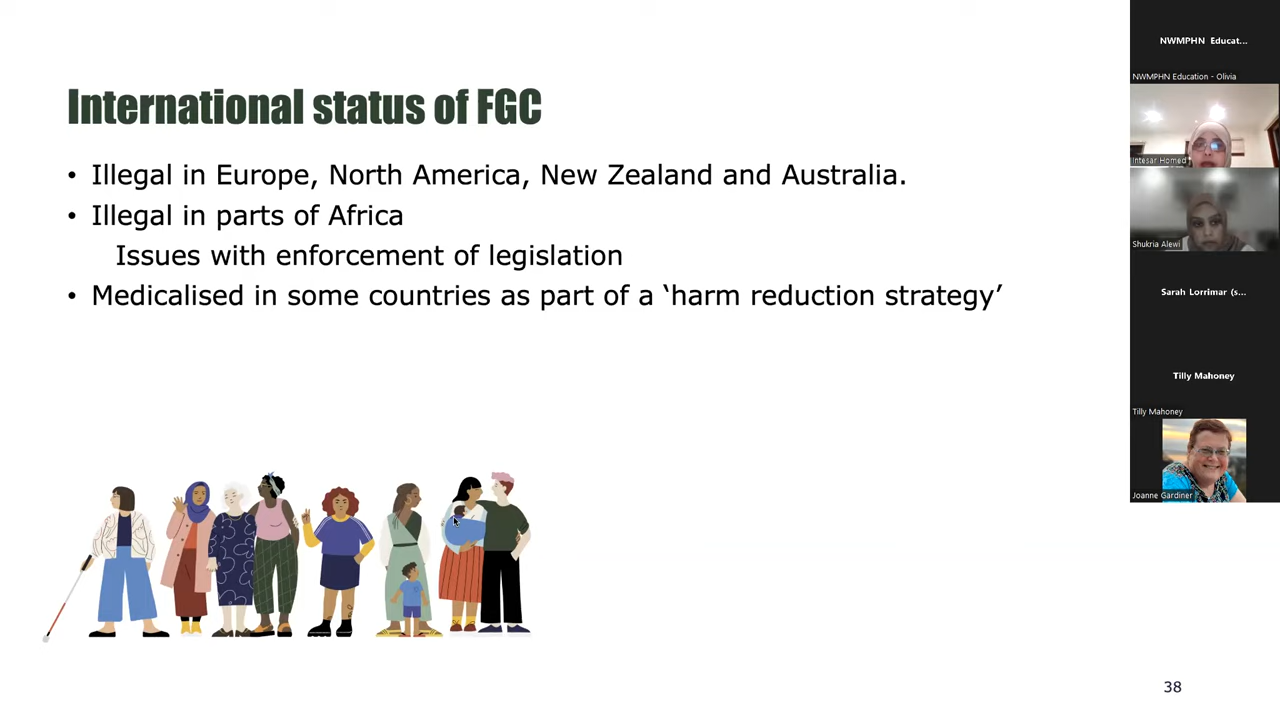 International status of FGC
• Illegal in Europe, North America, New Zealand and Australia.
• Illegal in parts of Africa
Issues with enforcement of legislation
• Medicalised in some countries as part of a ‘harm reduction strategy’
38
NWMPHN Educat...
NWMPHN Education - Olivia
Intesar Homed
Shukria Alewi
Sarah Lorrimar (s...
Tilly Mahoney
Tilly Mahoney
Joanne Gardiner